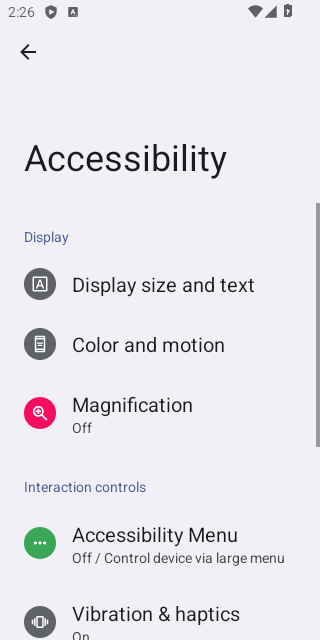 2:26
Accessibility
Display
Display size and text
Color and motion
Magnification
Off
Interaction controls
Accessibility Menu
Off / Control device via large menu
Vibration & haptics
On